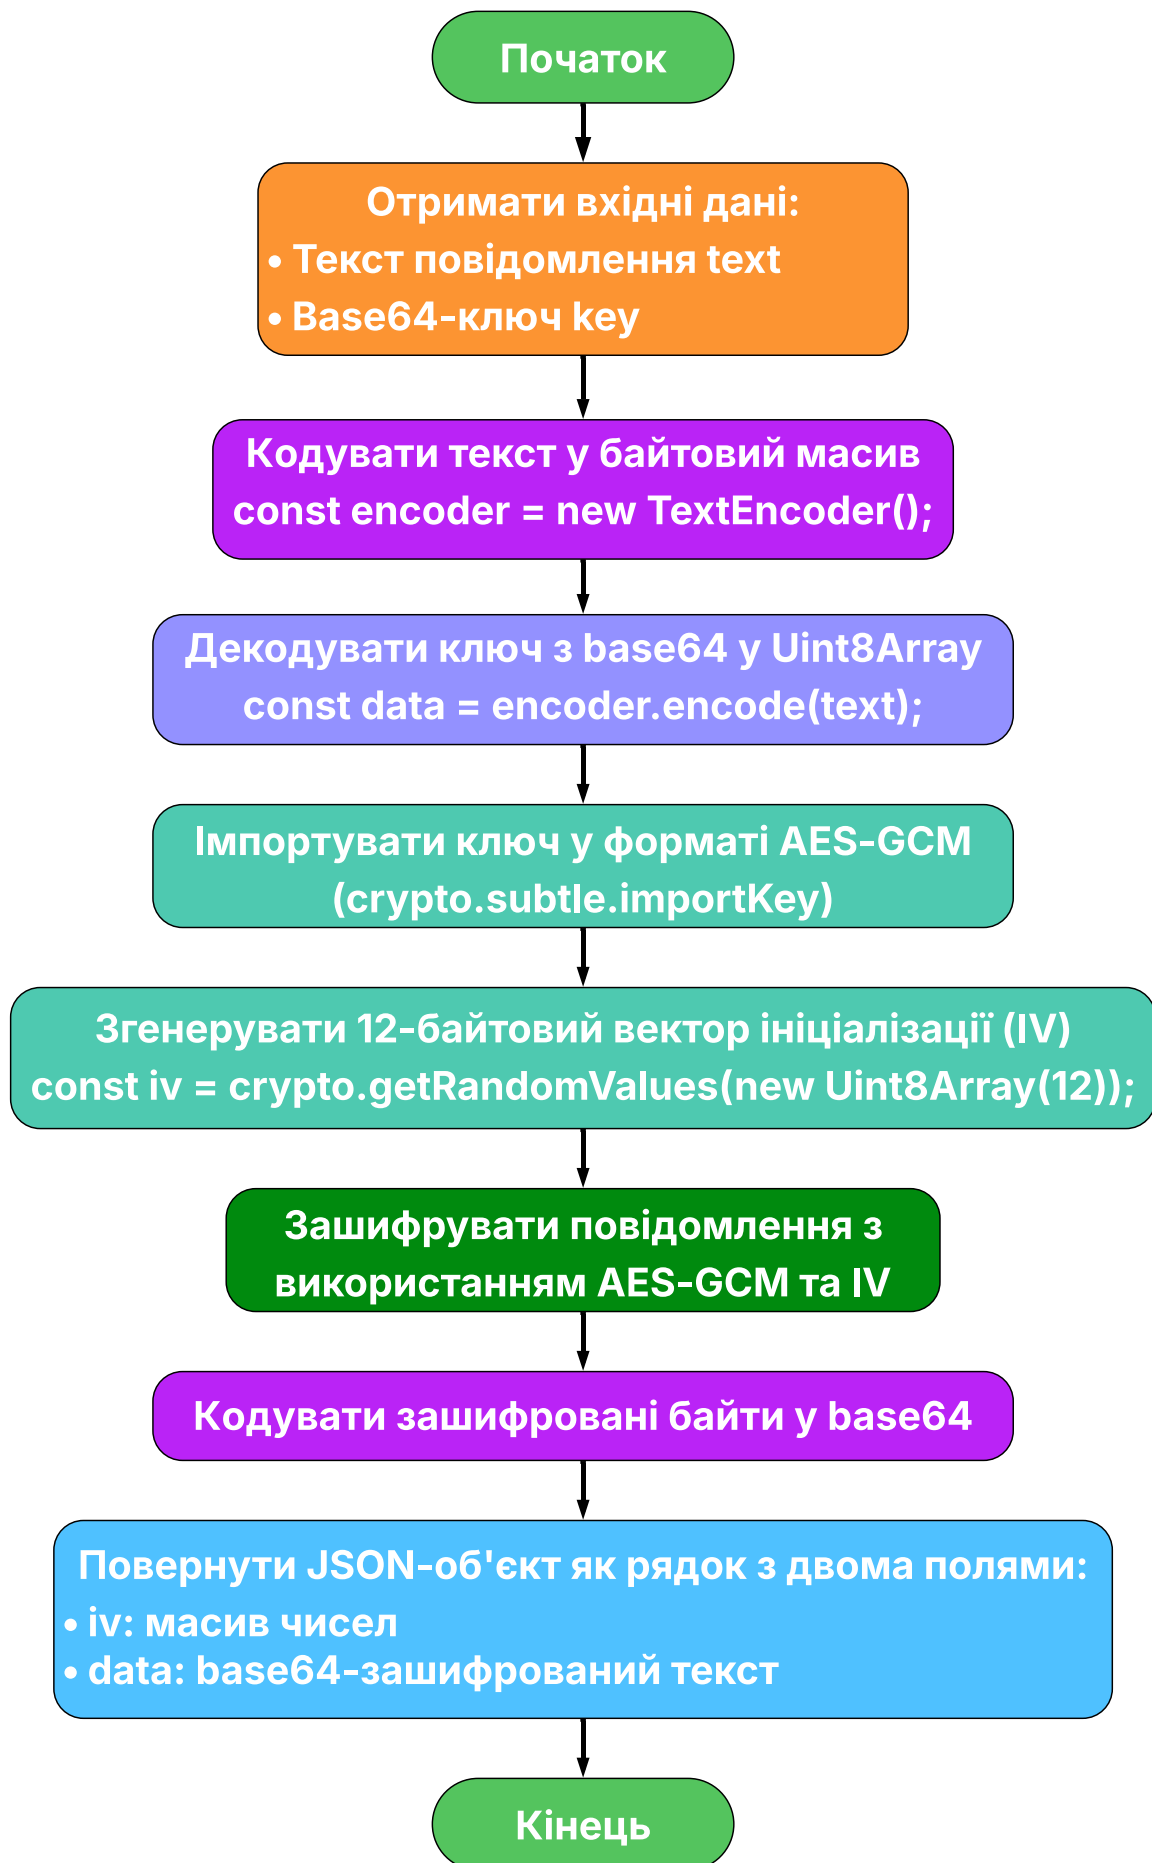 Початок
Отримати вхідні дані:
• Текст повідомлення text
• Base64-ключ key
Кодувати текст у байтовий масив
const encoder = new TextEncoder();
Декодувати ключ з base64 у Uint8Array
const data = encoder.encode(text);
Імпортувати ключ у форматі AES-GCM
(crypto.subtle.importKey)
Згенерувати 12-байтовий вектор ініціалізації (IV)
const iv = crypto.getRandomValues(new Uint8Array(12));
Зашифрувати повідомлення з
використанням AES-GCM та IV
Кодувати зашифровані байти у base64
Повернути JSON-об'єкт як рядок з двома полями:
• iv: масив чисел
• data: base64-зашифрований текст
Кінець